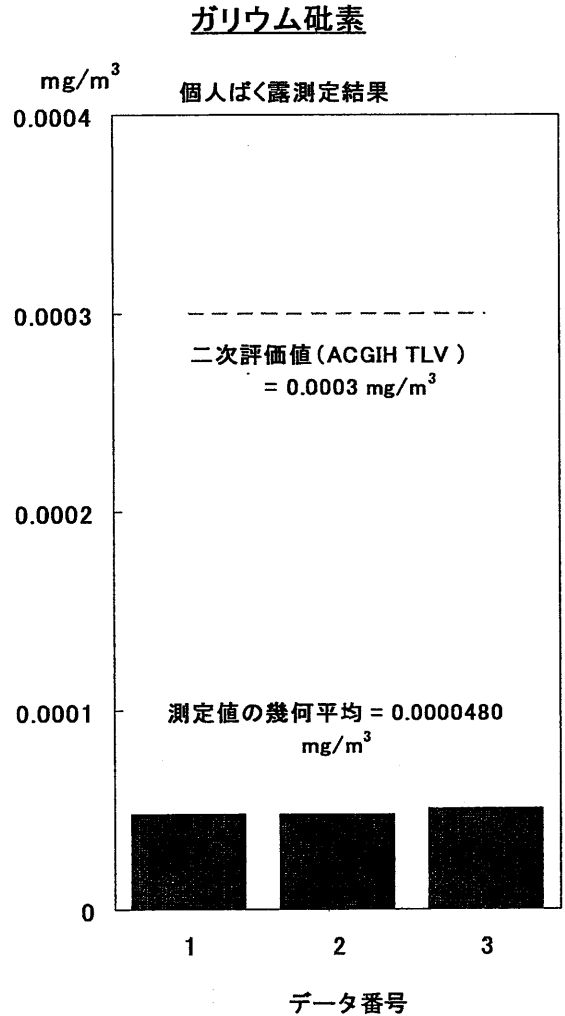 ガリウム砒素
mg/m³
個人ばく露測定結果
0.0004
0.0003
二次評価値(ACGIH TLV )
= 0.0003 mg/m³
0.0002
0.0001
測定値の幾何平均 = 0.0000480
mg/m³
0
1 2 3
データ番号